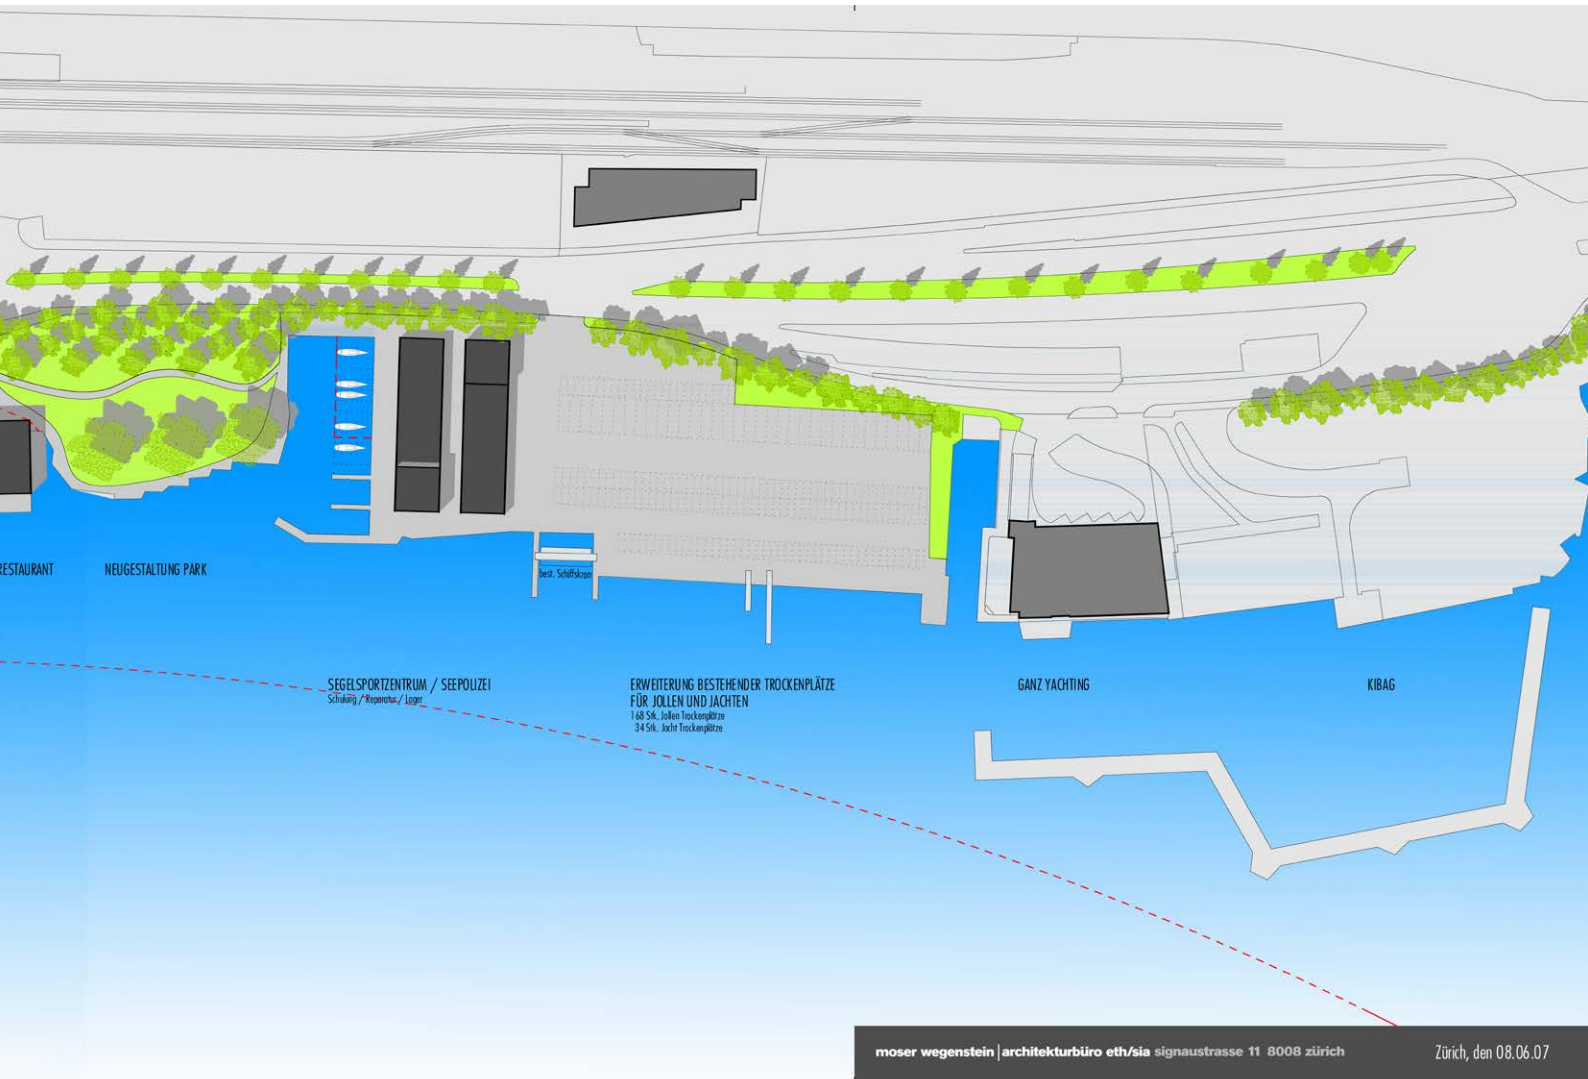 RESTAURANT
NEUGESTALTUNG PARK
best. Schiffskran
SEGELSPORTZENTRUM / SEEPOLIZEI
Schulung / Reparatur / Lager
ERWEITERUNG BESTEHENDER TROCKENPLÄTZE
FÜR JOLLEN UND JACHTEN
168 Stk. Jollen Trockenplätze
34 Stk. Jacht Trockenplätze
GANZ YACHTING
KIBAG
moser wegenstein|architekturbüro eth/sia signaustrasse 11 8008 zürich
Zürich, den 08.06.07